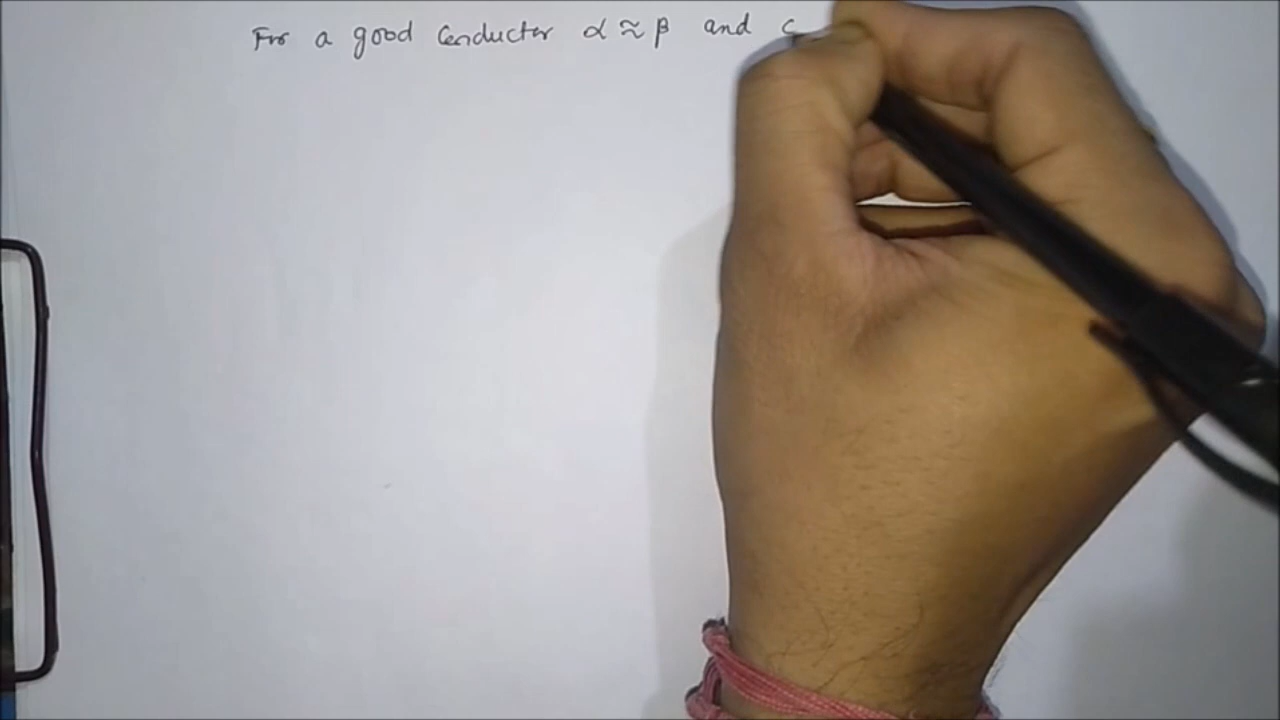 For a good conductor α ≈ β and